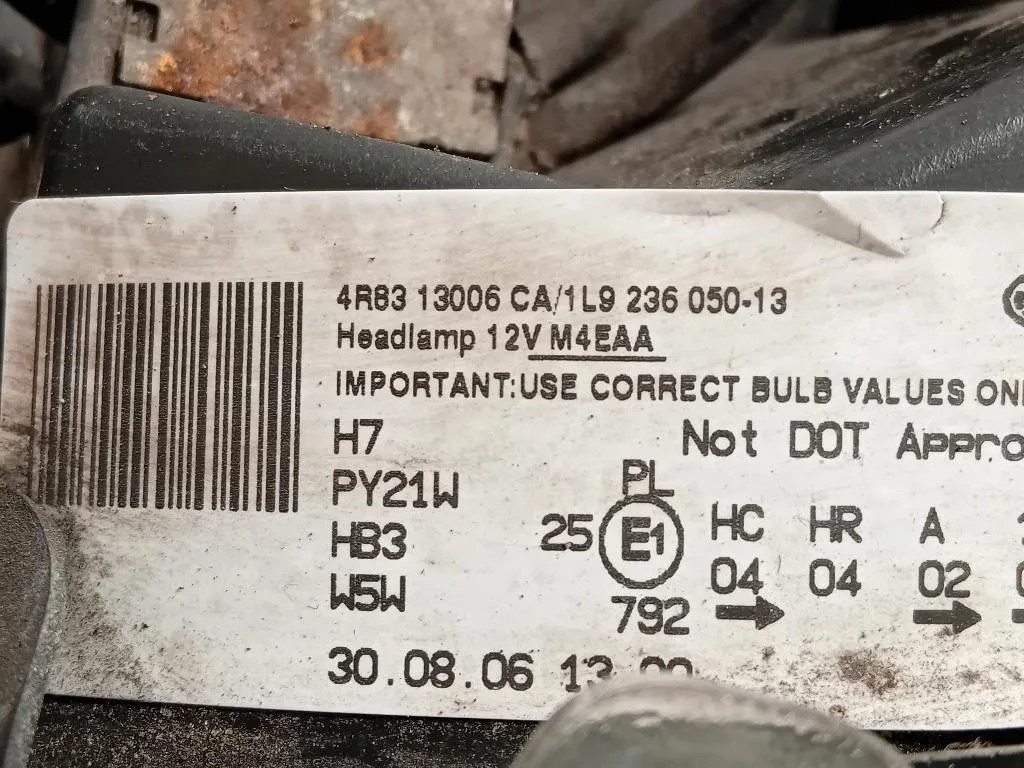 4R83 13006 CA/1L9 236 050-13
Headlamp 12V M4EAA
IMPORTANT:USE CORRECT BULB VALUES
H7 Not DOT
PY21W PL
HB3 25 E1 HC HR A
W5W 792 04 04 02
30.08.06